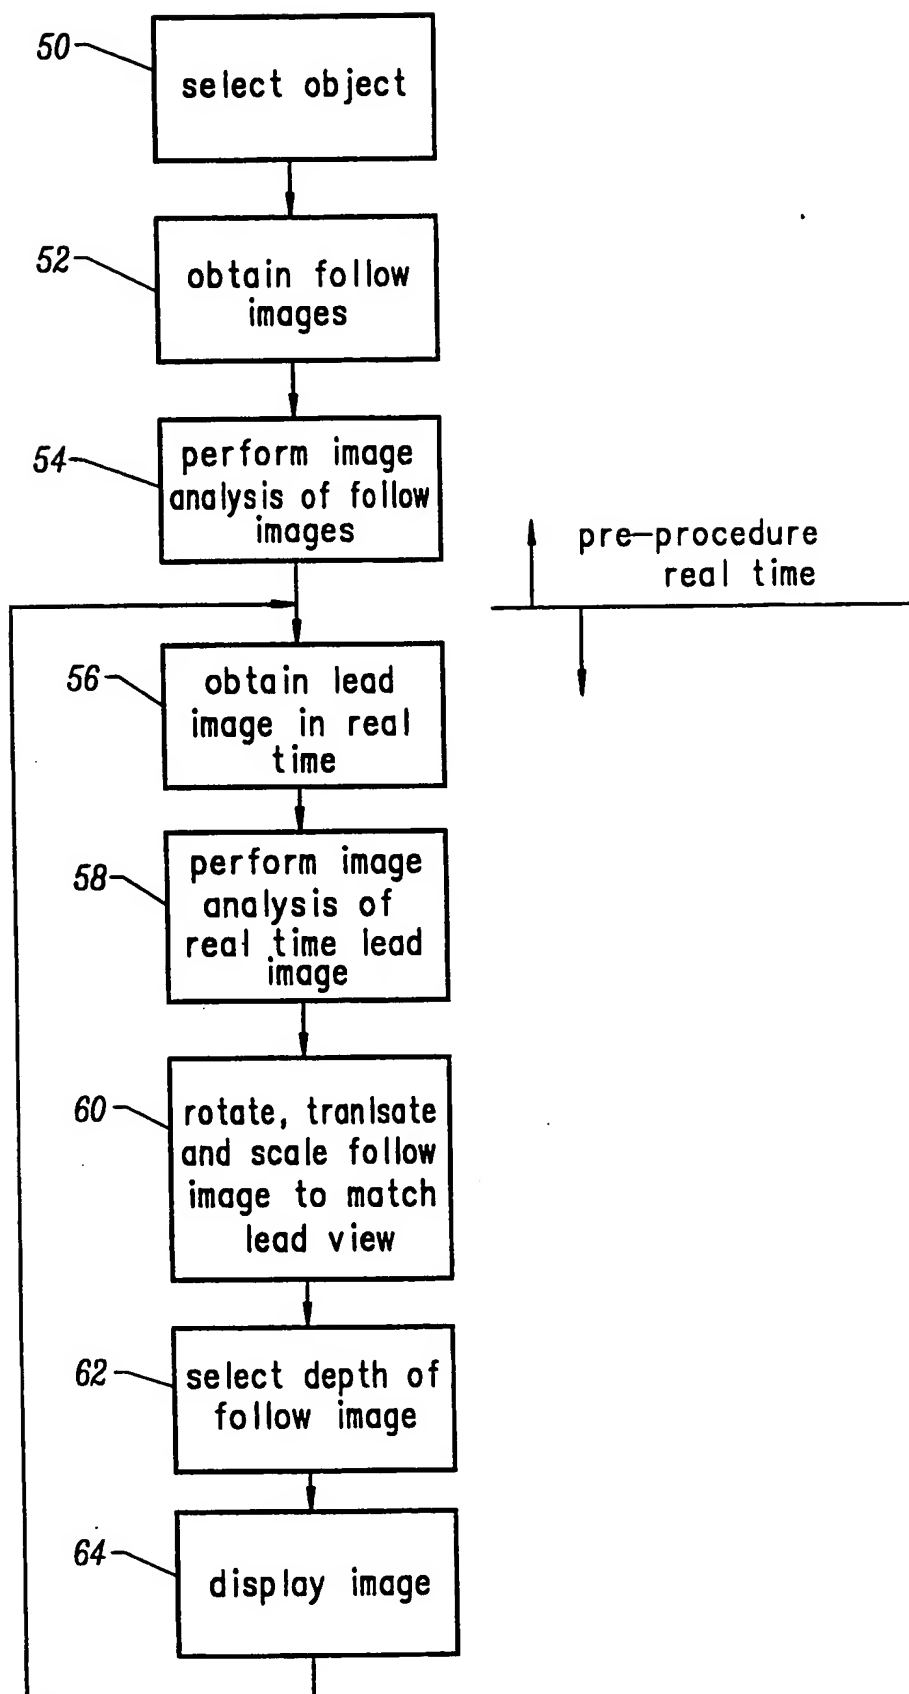 50
select object
52
obtain follow
images
54
perform image
analysis of follow
images
pre-procedure
real time
56
obtain lead
image in real
time
58
perform image
analysis of
real time lead
image
60
rotate, tranlsate
and scale follow
image to match
lead view
62
select depth of
follow image
64
display image